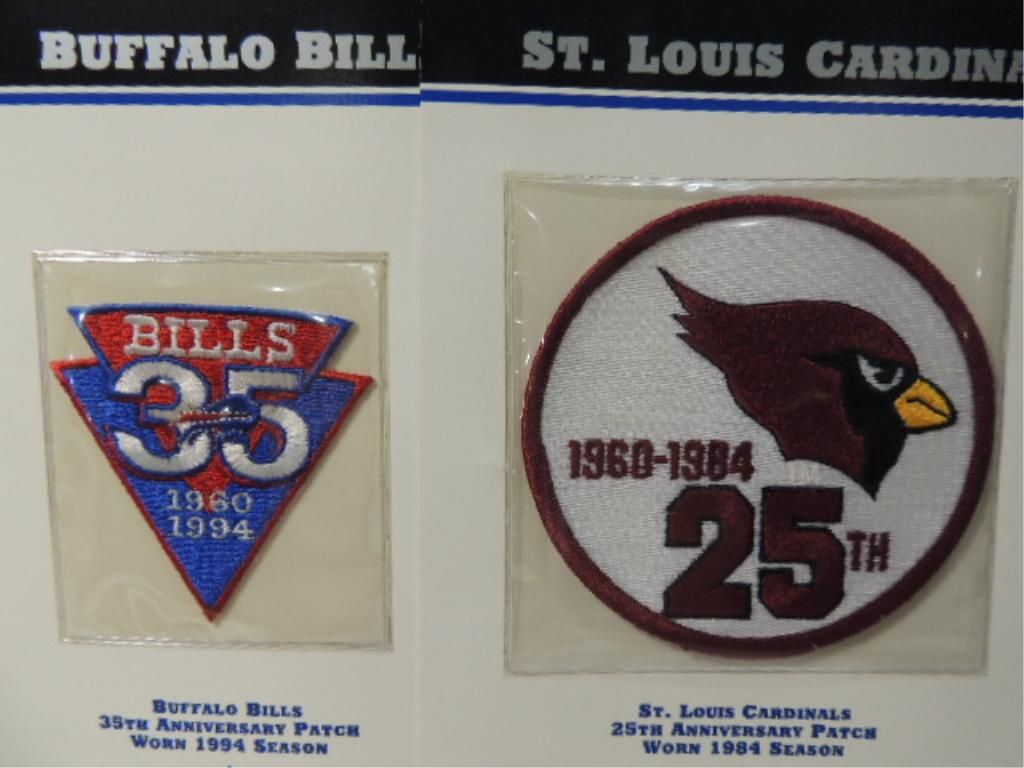 BUFFALO BILL
BILLS
35
1960
1994
BUFFALO BILLS
35TH ANNIVERSARY PATCH
WORN 1994 SEASON
ST. LOUIS CARDINA
1960-1984
25TH
ST. LOUIS CARDINALS
25TH ANNIVERSARY PATCH
WORN 1984 SEASON